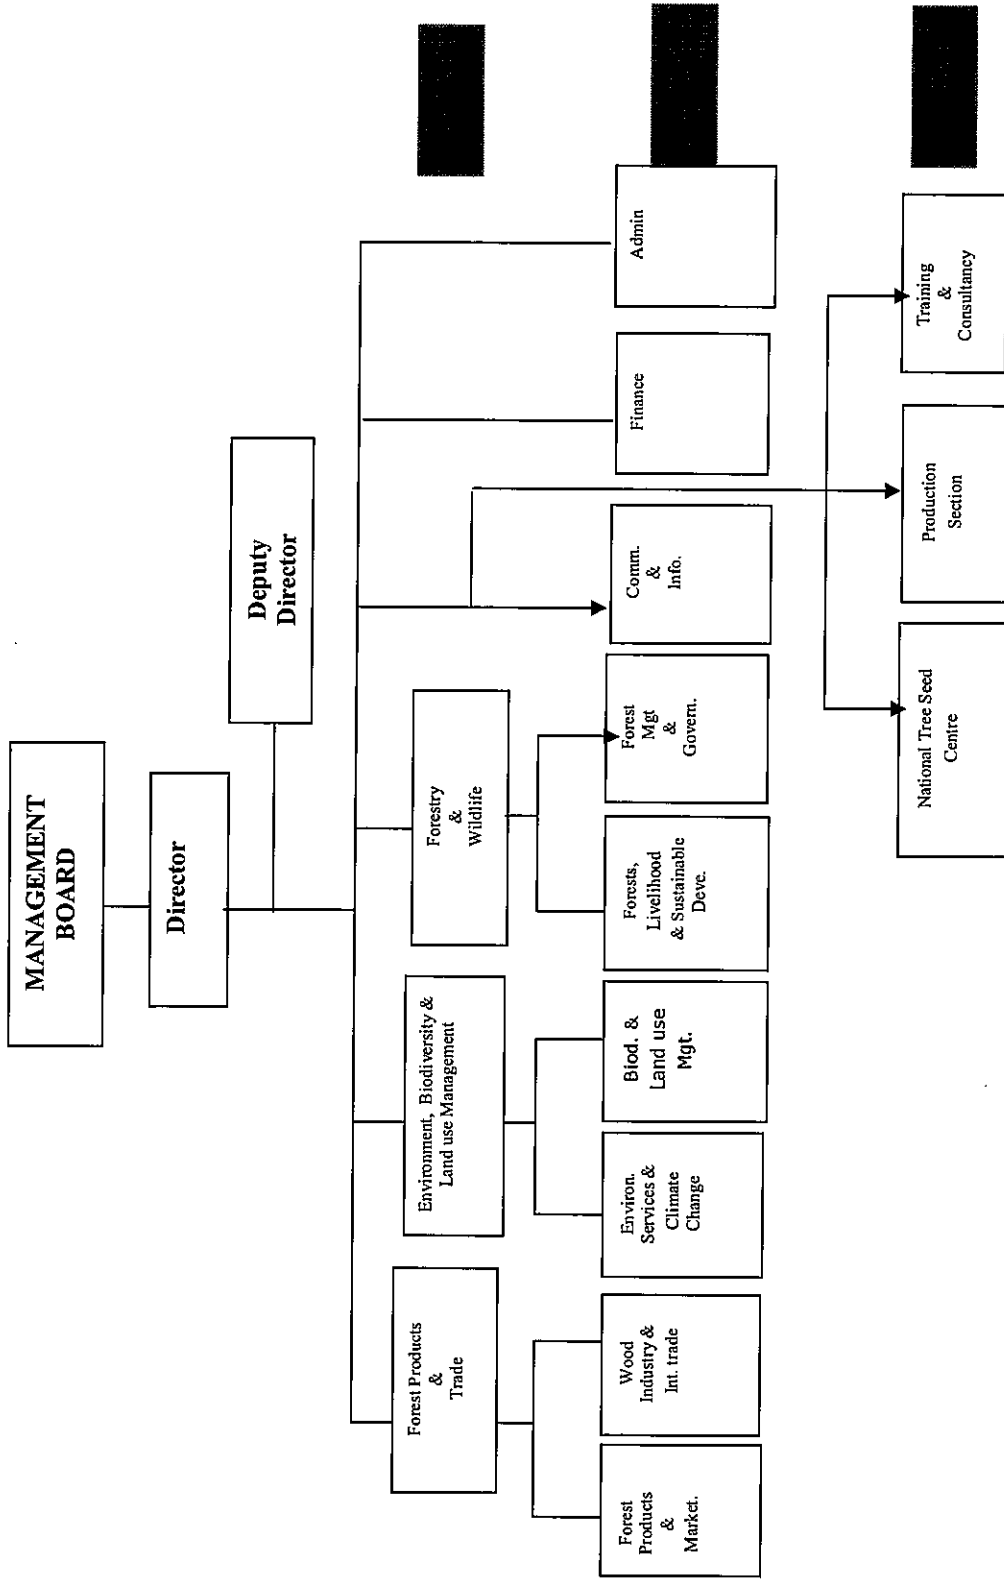 MANAGEMENT
BOARD
Director
Deputy
Director
Forest Products
&
Trade
Environment, Biodiversity &
Land use Management
Forestry
&
Wildlife
Forest
Products
&
Market.
Wood
Industry &
Int. trade
Environ.
Services &
Climate
Change
Biod. &
Land use
Mgt.
Forests,
Livelihood
& Sustainable
Deve.
Forest
Mgt
&
Govern.
Comm.
&
Info.
Finance
Admin
National Tree Seed
Centre
Production
Section
Training
&
Consultancy